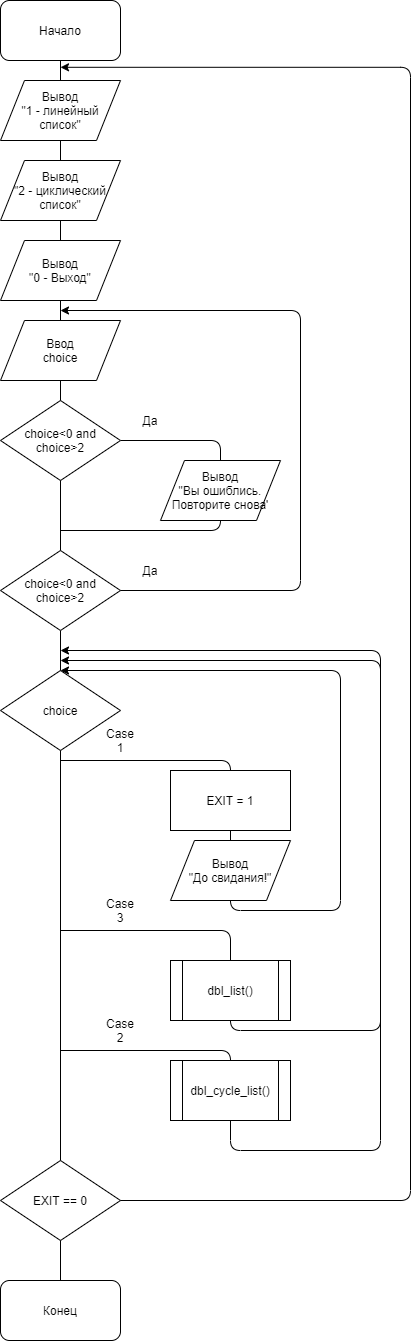 Начало
Вывод
"1 - линейный
список"
Вывод
"2 - циклический
список"
Вывод
"0 - Выход"
Ввод
choice
choice<0 and
choice>2
Да
Вывод
"Вы ошиблись.
Повторите снова"
choice<0 and
choice>2
Да
choice
Case
1
EXIT = 1
Вывод
"До свидания!"
Case
3
dbl_list()
Case
2
dbl_cycle_list()
EXIT == 0
Конец